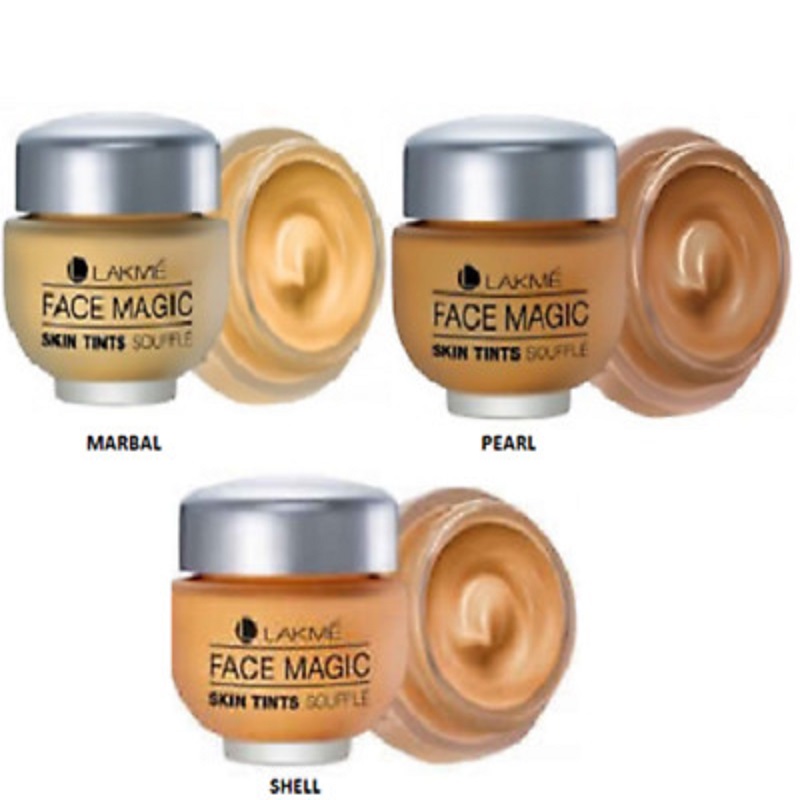 LAKMÉ
FACE MAGIC
SKIN TINTS SOUFFLÉ
MARBAL
LAKMÉ
FACE MAGIC
SKIN TINTS SOUFFLÉ
PEARL
LAKMÉ
FACE MAGIC
SKIN TINTS SOUFFLÉ
SHELL